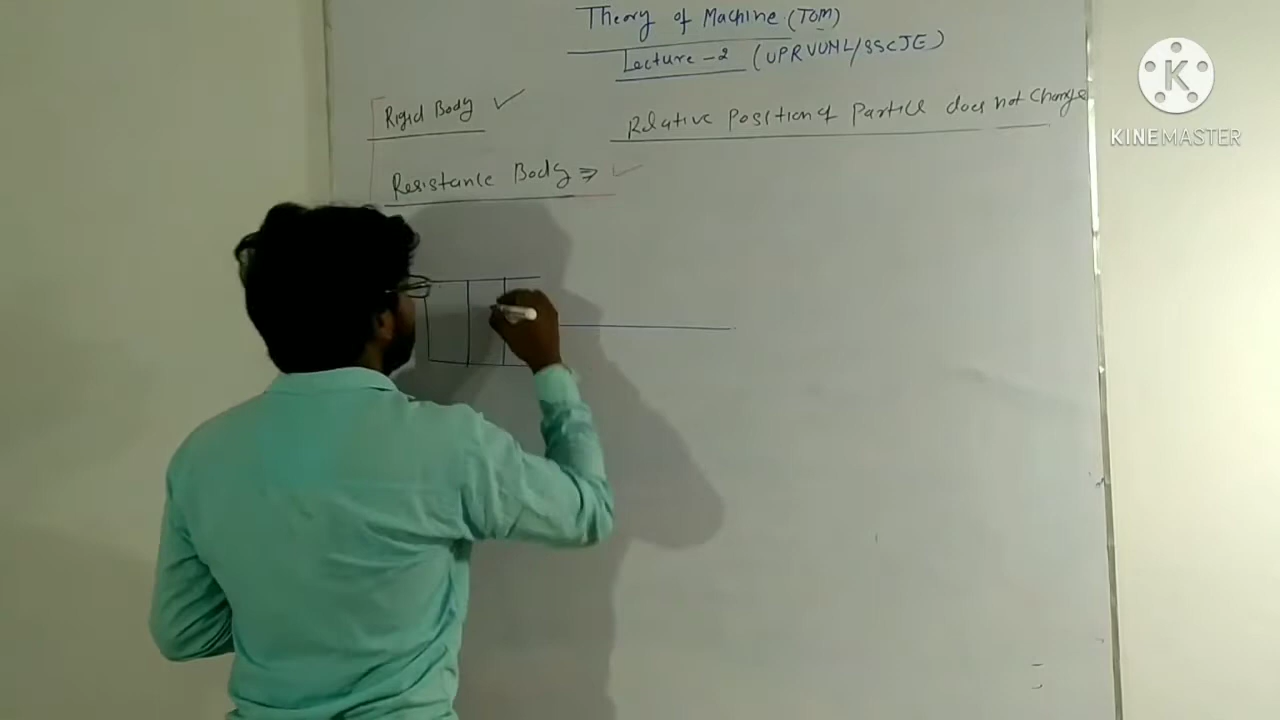 Theory of Machine (TOM)
Lecture - 2 (UPRVUNL/SSCJE)
Rigid Body ✓
Relative Position of Particle does not Change
Resistance Body ⇒ ✓
K
KINEMASTER